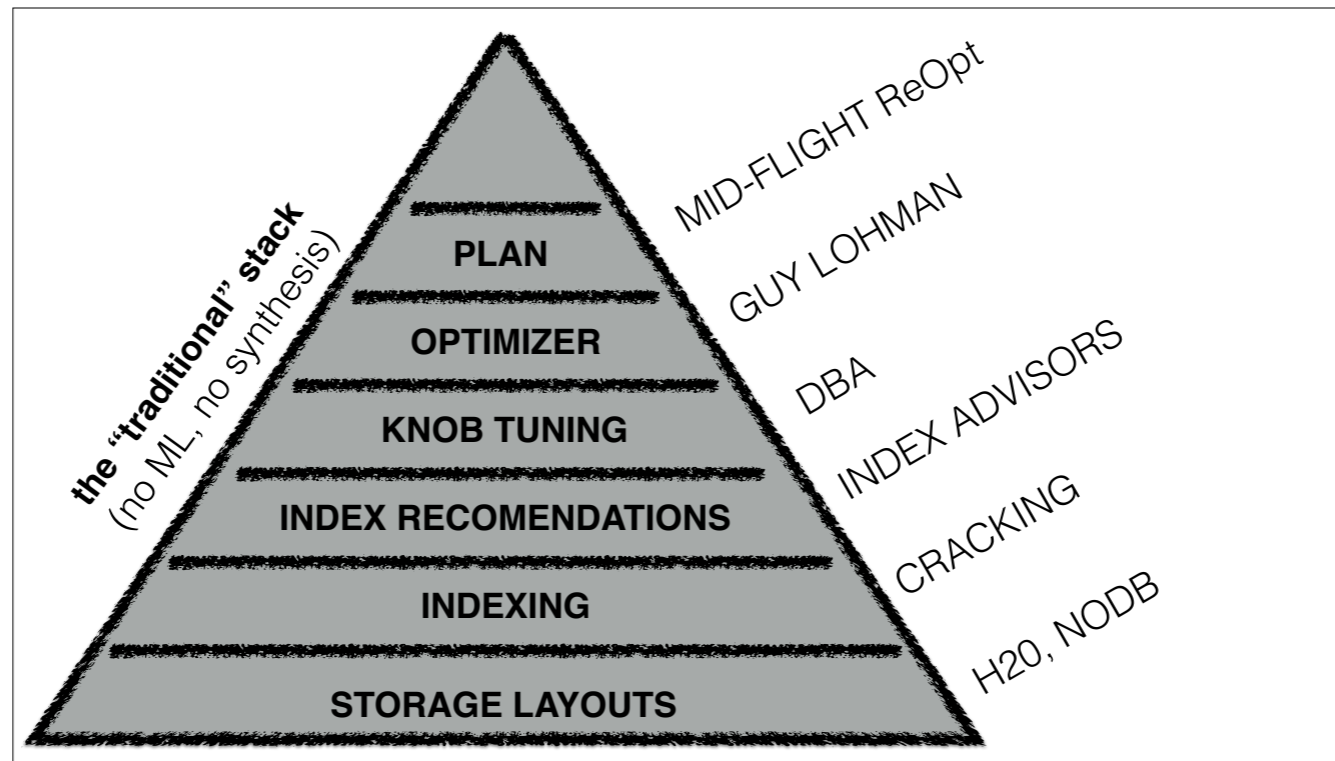 the “traditional” stack
(no ML, no synthesis)
PLAN
OPTIMIZER
KNOB TUNING
INDEX RECOMENDATIONS
INDEXING
STORAGE LAYOUTS
MID-FLIGHT ReOpt
GUY LOHMAN
DBA
INDEX ADVISORS
CRACKING
H20, NODB